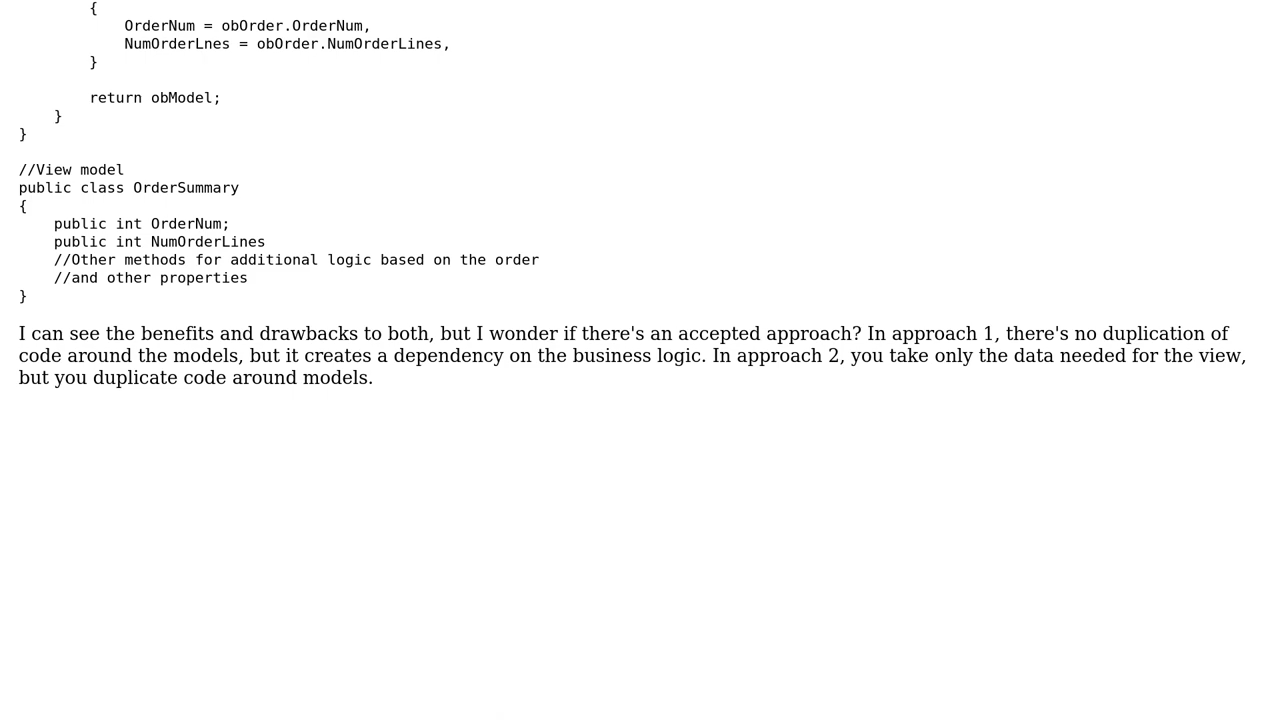 {
OrderNum = obOrder.OrderNum,
NumOrderLnes = obOrder.NumOrderLines,
}
return obModel;
}
}
//View model
public class OrderSummary
{
public int OrderNum;
public int NumOrderLines
//Other methods for additional logic based on the order
//and other properties
}
I can see the benefits and drawbacks to both, but I wonder if there's an accepted approach? In approach 1, there's no duplication of
code around the models, but it creates a dependency on the business logic. In approach 2, you take only the data needed for the view,
but you duplicate code around models.